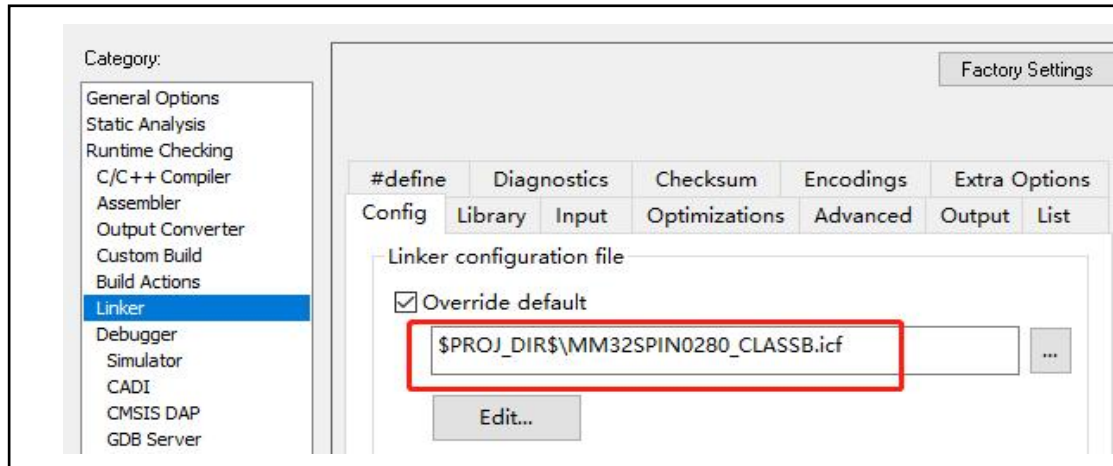 Category:
Factory Settings
General Options
Static Analysis
Runtime Checking
C/C++ Compiler
Assembler
Output Converter
Custom Build
Build Actions
Linker
Debugger
Simulator
CADI
CMSIS DAP
GDB Server
#define Diagnostics Checksum Encodings Extra Options
Config Library Input Optimizations Advanced Output List
Linker configuration file
Override default
$PROJ_DIR$\MM32SPIN0280_CLASSB.icf
...
Edit...